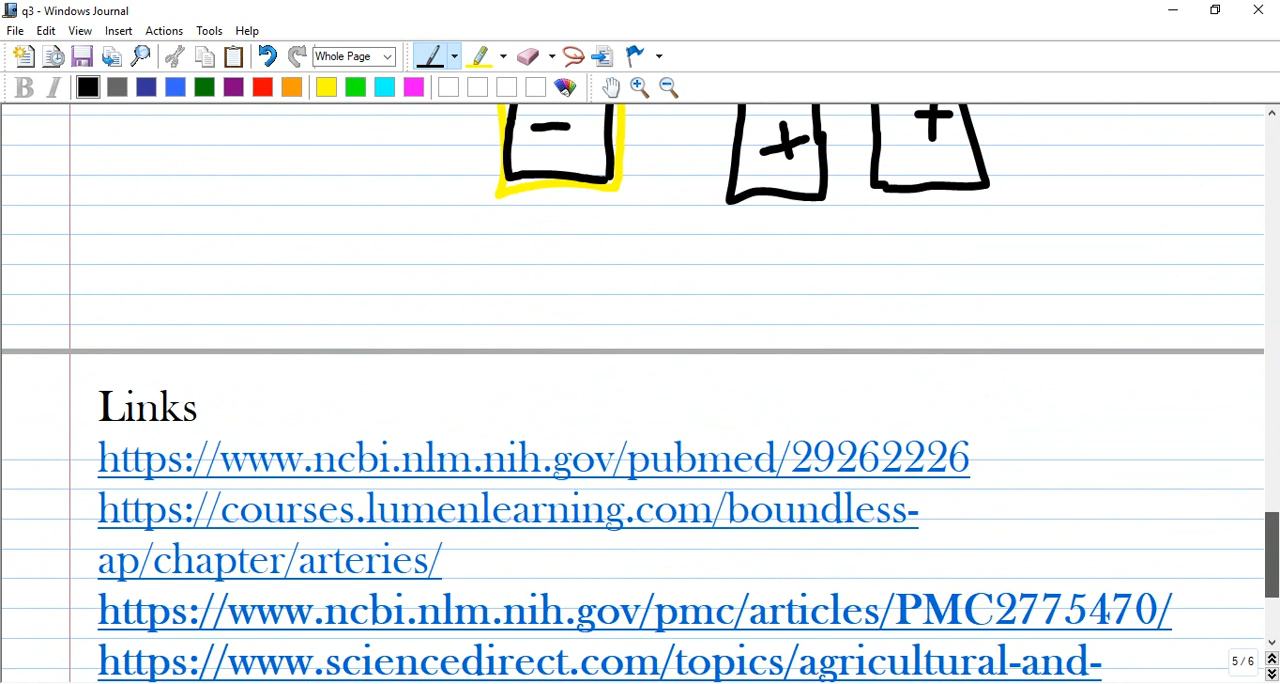 q3 - Windows Journal
File Edit View Insert Actions Tools Help
Whole Page
B I
- + +
Links
https://www.ncbi.nlm.nih.gov/pubmed/29262226
https://courses.lumenlearning.com/boundless-
ap/chapter/arteries/
https://www.ncbi.nlm.nih.gov/pmc/articles/PMC2775470/
https://www.sciencedirect.com/topics/agricultural-and-
5 / 6